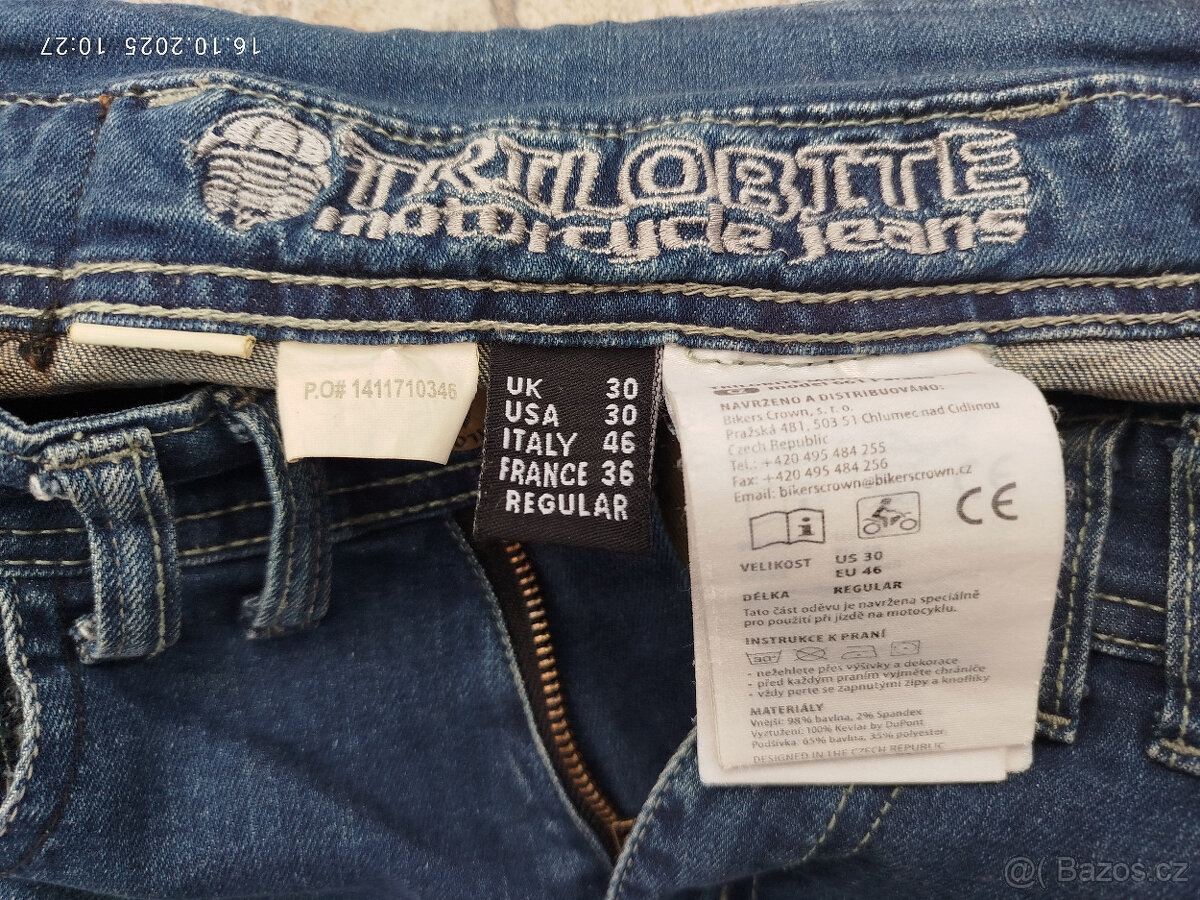 16.10.2025 10:27
TRILOBITE
motorcycle jeans
P.O# 1411710346
UK 30
USA 30
ITALY 46
FRANCE 36
REGULAR
NAVRŽENO A DISTRIBUOVÁNO:
Bikers Crown, s. r. o.
Pražská 481, 503 51 Chlumec nad Cidlinou
Czech Republic
Tel.: +420 495 484 255
Fax: +420 495 484 256
Email: bikerscrown@bikerscrown.cz
i
CE
VELIKOST US 30
EU 46
DÉLKA REGULAR
Tato část oděvu je navržena speciálně
pro použití při jízdě na motocyklu.
INSTRUKCE K PRANÍ
30°
- nežehlete přes výšivky a dekorace
- před každým praním vyjměte chrániče
- vždy perte se zapnutými zipy a knoflíky
MATERIÁLY
Vnější: 98% bavlna, 2% Spandex
Vyztužení: 100% Kevlar by DuPont
Podšívka: 65% bavlna, 35% polyester
DESIGNED IN THE CZECH REPUBLIC
@( Bazos.cz